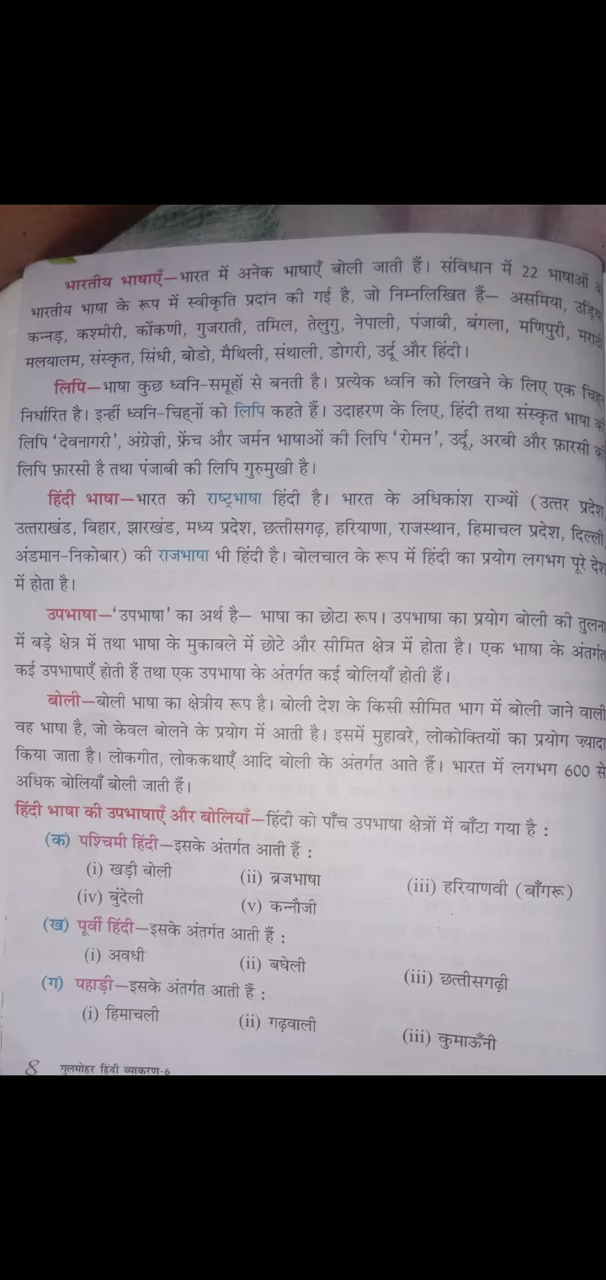 भारतीय भाषाएँ—भारत में अनेक भाषाएँ बोली जाती हैं। संविधान में 22 भाषाओं
भारतीय भाषा के रूप में स्वीकृति प्रदान की गई है, जो निम्नलिखित हैं— असमिया,
कन्नड़, कश्मीरी, कोंकणी, गुजराती, तमिल, तेलुगु, नेपाली, पंजाबी, बंगला, मणिपुरी,
मलयालम, संस्कृत, सिंधी, बोडो, मैथिली, संथाली, डोगरी, उर्दू और हिंदी।
लिपि—भाषा कुछ ध्वनि-समूहों से बनती है। प्रत्येक ध्वनि को लिखने के लिए एक
निर्धारित है। इन्हीं ध्वनि-चिह्नों को लिपि कहते हैं। उदाहरण के लिए, हिंदी तथा संस्कृत भाषा
लिपि ‘देवनागरी’, अंग्रेज़ी, फ्रेंच और जर्मन भाषाओं की लिपि ‘रोमन’, उर्दू, अरबी और फ़ारसी
लिपि फ़ारसी है तथा पंजाबी की लिपि गुरुमुखी है।
हिंदी भाषा—भारत की राष्ट्रभाषा हिंदी है। भारत के अधिकांश राज्यों (उत्तर प्रदेश
उत्तराखंड, बिहार, झारखंड, मध्य प्रदेश, छत्तीसगढ़, हरियाणा, राजस्थान, हिमाचल प्रदेश, दिल्ली
अंडमान-निकोबार) की राजभाषा भी हिंदी है। बोलचाल के रूप में हिंदी का प्रयोग लगभग पूरे देश
में होता है।
उपभाषा—‘उपभाषा’ का अर्थ है— भाषा का छोटा रूप। उपभाषा का प्रयोग बोली की तुलना
में बड़े क्षेत्र में तथा भाषा के मुकाबले में छोटे और सीमित क्षेत्र में होता है। एक भाषा के अंतर्गत
कई उपभाषाएँ होती हैं तथा एक उपभाषा के अंतर्गत कई बोलियाँ होती हैं।
बोली—बोली भाषा का क्षेत्रीय रूप है। बोली देश के किसी सीमित भाग में बोली जाने वाली
वह भाषा है, जो केवल बोलने के प्रयोग में आती है। इसमें मुहावरे, लोकोक्तियों का प्रयोग ज़्यादा
किया जाता है। लोकगीत, लोककथाएँ आदि बोली के अंतर्गत आते हैं। भारत में लगभग 600 से
अधिक बोलियाँ बोली जाती हैं।
हिंदी भाषा की उपभाषाएँ और बोलियाँ—हिंदी को पाँच उपभाषा क्षेत्रों में बाँटा गया है :
(क) पश्चिमी हिंदी—इसके अंतर्गत आती हैं :
(i) खड़ी बोली (ii) ब्रजभाषा (iii) हरियाणवी (बाँगरू)
(iv) बुंदेली (v) कन्नौजी
(ख) पूर्वी हिंदी—इसके अंतर्गत आती हैं :
(i) अवधी (ii) बघेली (iii) छत्तीसगढ़ी
(ग) पहाड़ी—इसके अंतर्गत आती हैं :
(i) हिमाचली (ii) गढ़वाली (iii) कुमाऊँनी
8 गुलमोहर हिंदी व्याकरण-6